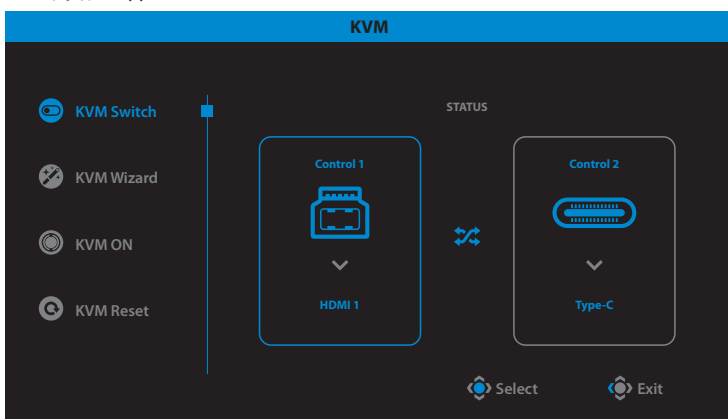 KVM
KVM Switch
STATUS
Control 1
Control 2
KVM Wizard
KVM ON
HDMI 1
Type-C
KVM Reset
Select
Exit